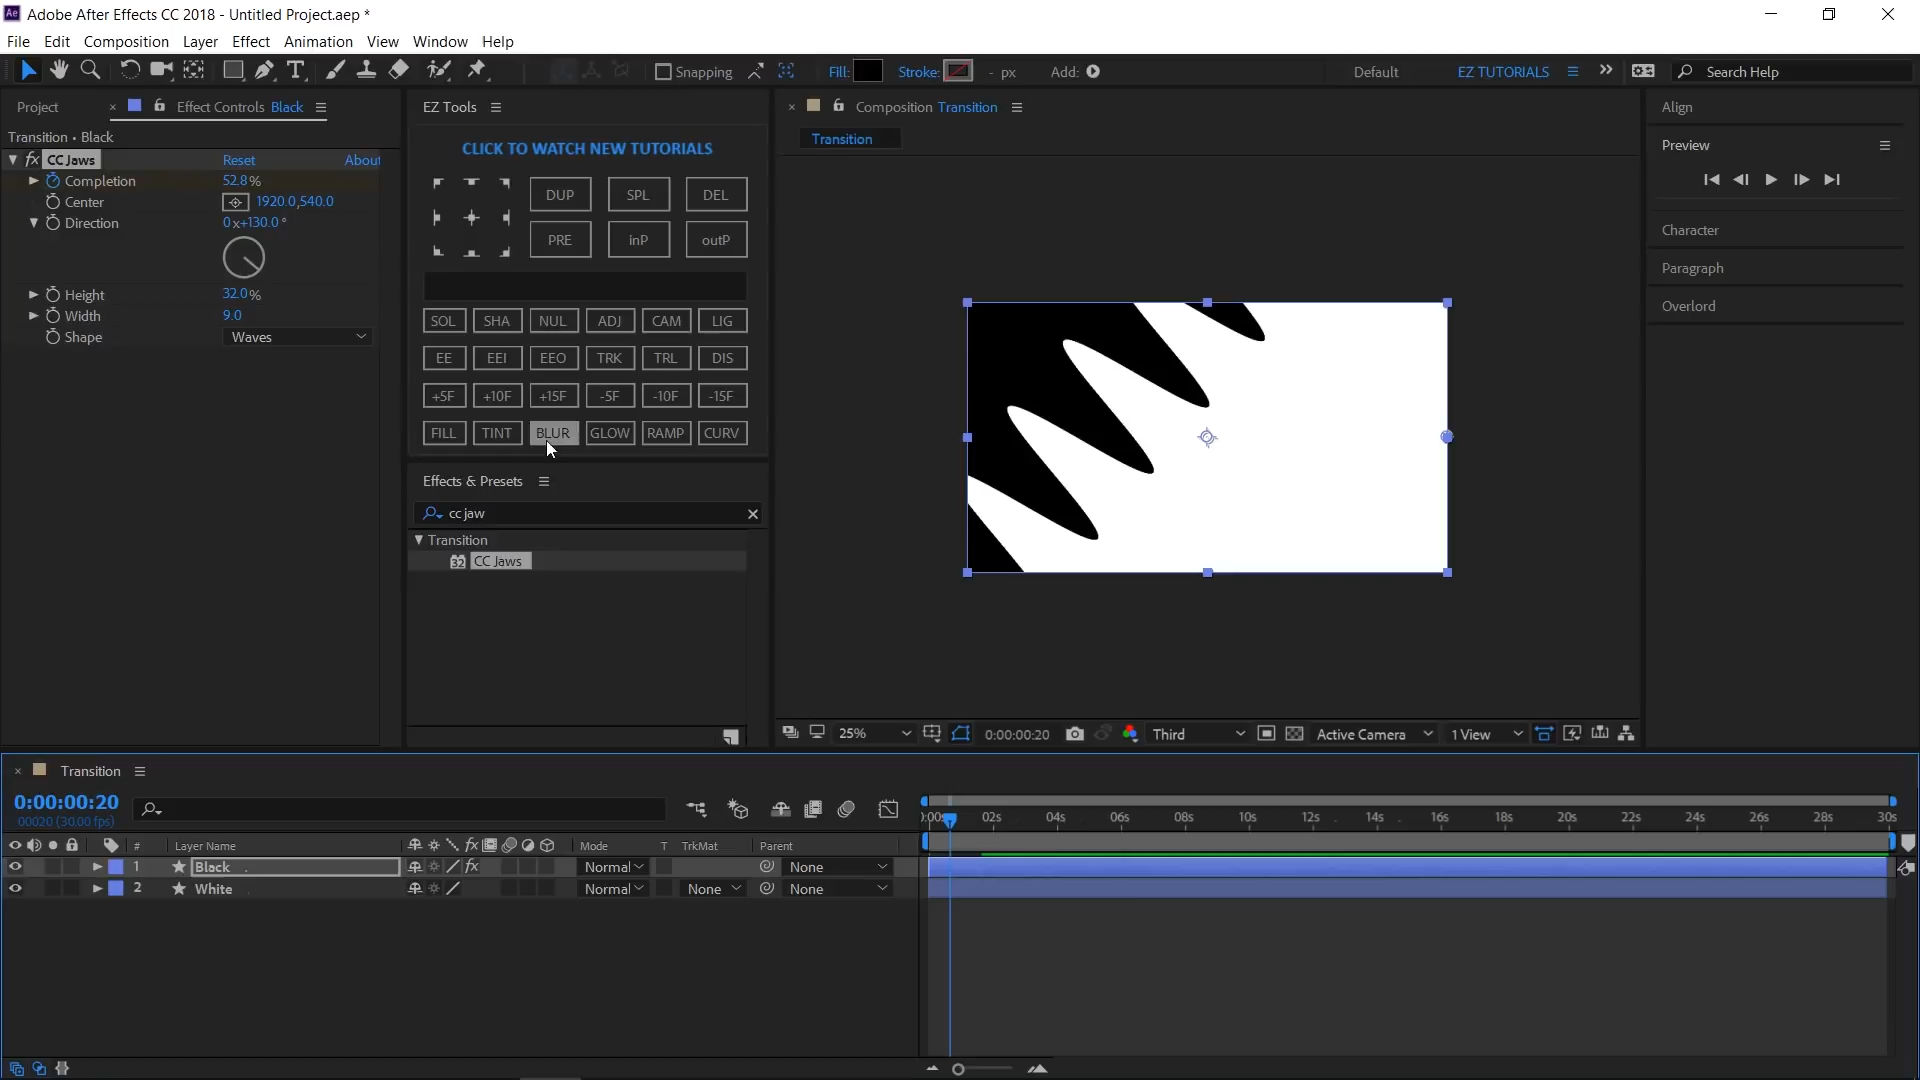 Ae Adobe After Effects CC 2018 - Untitled Project.aep *
File Edit Composition Layer Effect Animation View Window Help
Snapping Fill: Stroke: - px Add: Default EZ TUTORIALS Search Help
Project Effect Controls Black
Transition • Black
fx CC Jaws Reset About
Completion 52.8%
Center 1920.0,540.0
Direction 0x+130.0°
Height 32.0%
Width 9.0
Shape Waves
EZ Tools
CLICK TO WATCH NEW TUTORIALS
DUP SPL DEL
PRE inP outP
SOL SHA NUL ADJ CAM LIG
EE EEI EEO TRK TRL DIS
+5F +10F +15F -5F -10F -15F
FILL TINT BLUR GLOW RAMP CURV
Effects & Presets
cc jaw
Transition
32 CC Jaws
Composition Transition
Transition
25% 0:00:00:20 Third Active Camera 1 View
Align
Preview
Character
Paragraph
Overlord
Transition
0:00:00:20
00020 (30.00 fps)
):00s 02s 04s 06s 08s 10s 12s 14s 16s 18s 20s 22s 24s 26s 28s 30s
# Layer Name fx Mode T TrkMat Parent
1 Black fx Normal None
2 White Normal None None